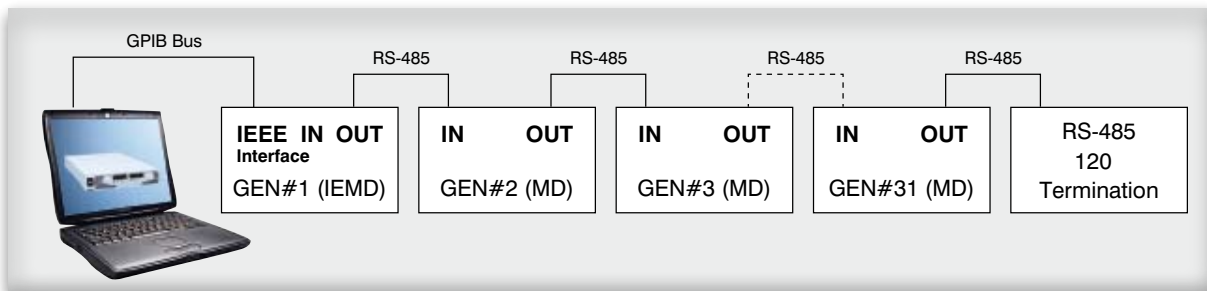 GPIB Bus
RS-485
RS-485
RS-485
RS-485
IEEE IN OUT
Interface
GEN#1 (IEMD)
IN OUT
GEN#2 (MD)
IN OUT
GEN#3 (MD)
IN OUT
GEN#31 (MD)
RS-485
120
Termination